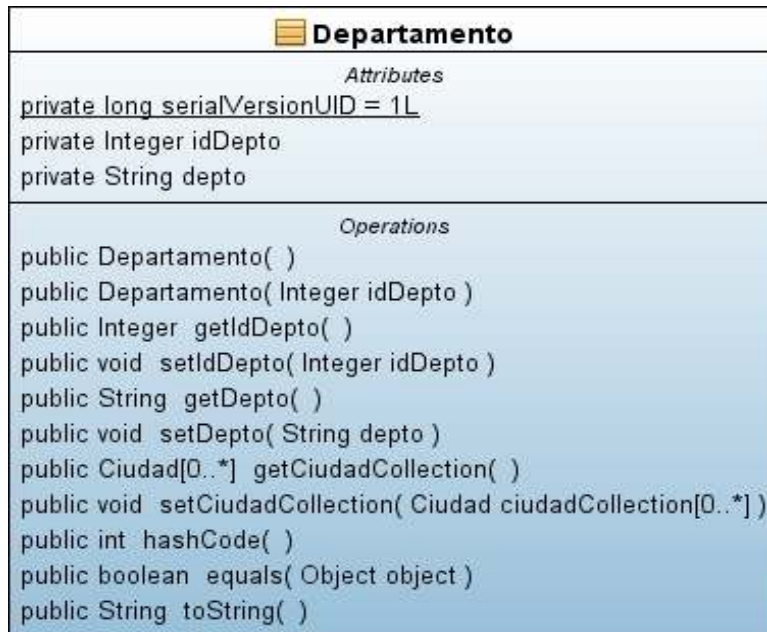 Departamento
Attributes
private long serialVersionUID = 1L
private Integer idDepto
private String depto
Operations
public Departamento( )
public Departamento( Integer idDepto )
public Integer getIdDepto( )
public void setIdDepto( Integer idDepto )
public String getDepto( )
public void setDepto( String depto )
public Ciudad[0..*] getCiudadCollection( )
public void setCiudadCollection( Ciudad ciudadCollection[0..*] )
public int hashCode( )
public boolean equals( Object object )
public String toString( )